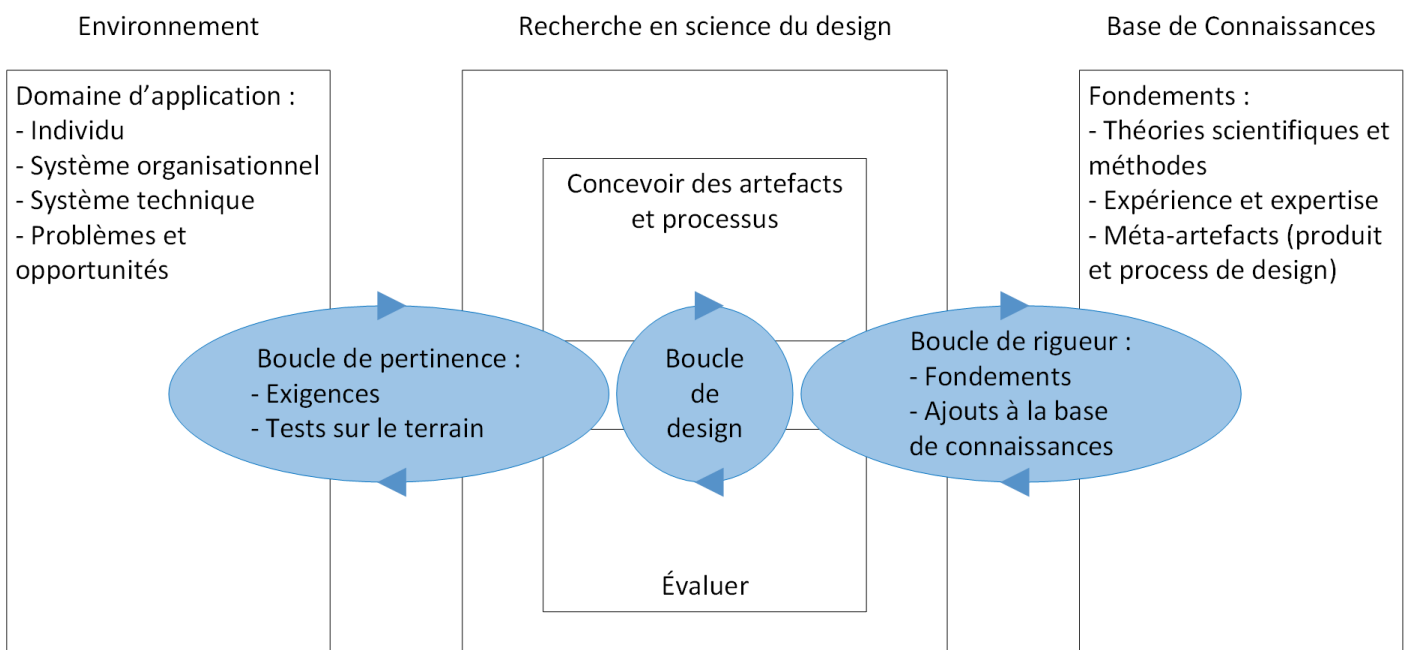 Environnement
Recherche en science du design
Base de Connaissances
Domaine d’application :
- Individu
- Système organisationnel
- Système technique
- Problèmes et
opportunités
Concevoir des artefacts
et processus
Fondements :
- Théories scientifiques et
méthodes
- Expérience et expertise
- Méta-artefacts (produit
et process de design)
Boucle de pertinence :
- Exigences
- Tests sur le terrain
Boucle
de
design
Boucle de rigueur :
- Fondements
- Ajouts à la base
de connaissances
Évaluer